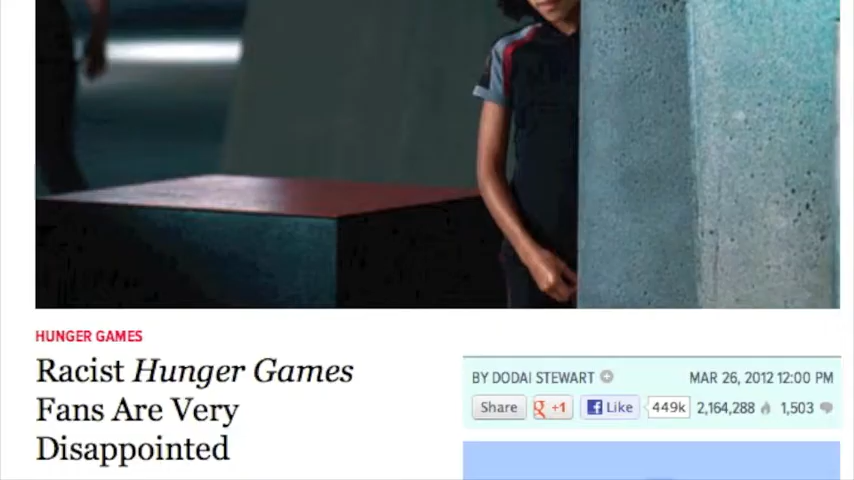 HUNGER GAMES
Racist Hunger Games
Fans Are Very
Disappointed
BY DODAI STEWART
MAR 26, 2012 12:00 PM
Share
g +1
f Like
449k
2,164,288
1,503